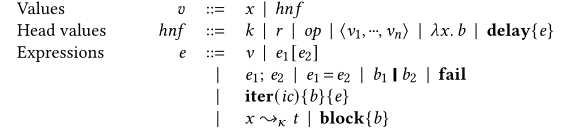 Values v ::= x | hnf
Head values hnf ::= k | r | op | ⟨v₁, ⋯, vₙ⟩ | λx. b | delay{e}
Expressions e ::= v | e₁[e₂]
| e₁; e₂ | e₁ = e₂ | b₁ ❙ b₂ | fail
| iter(ic){b}{e}
| x ⤳κ t | block{b}